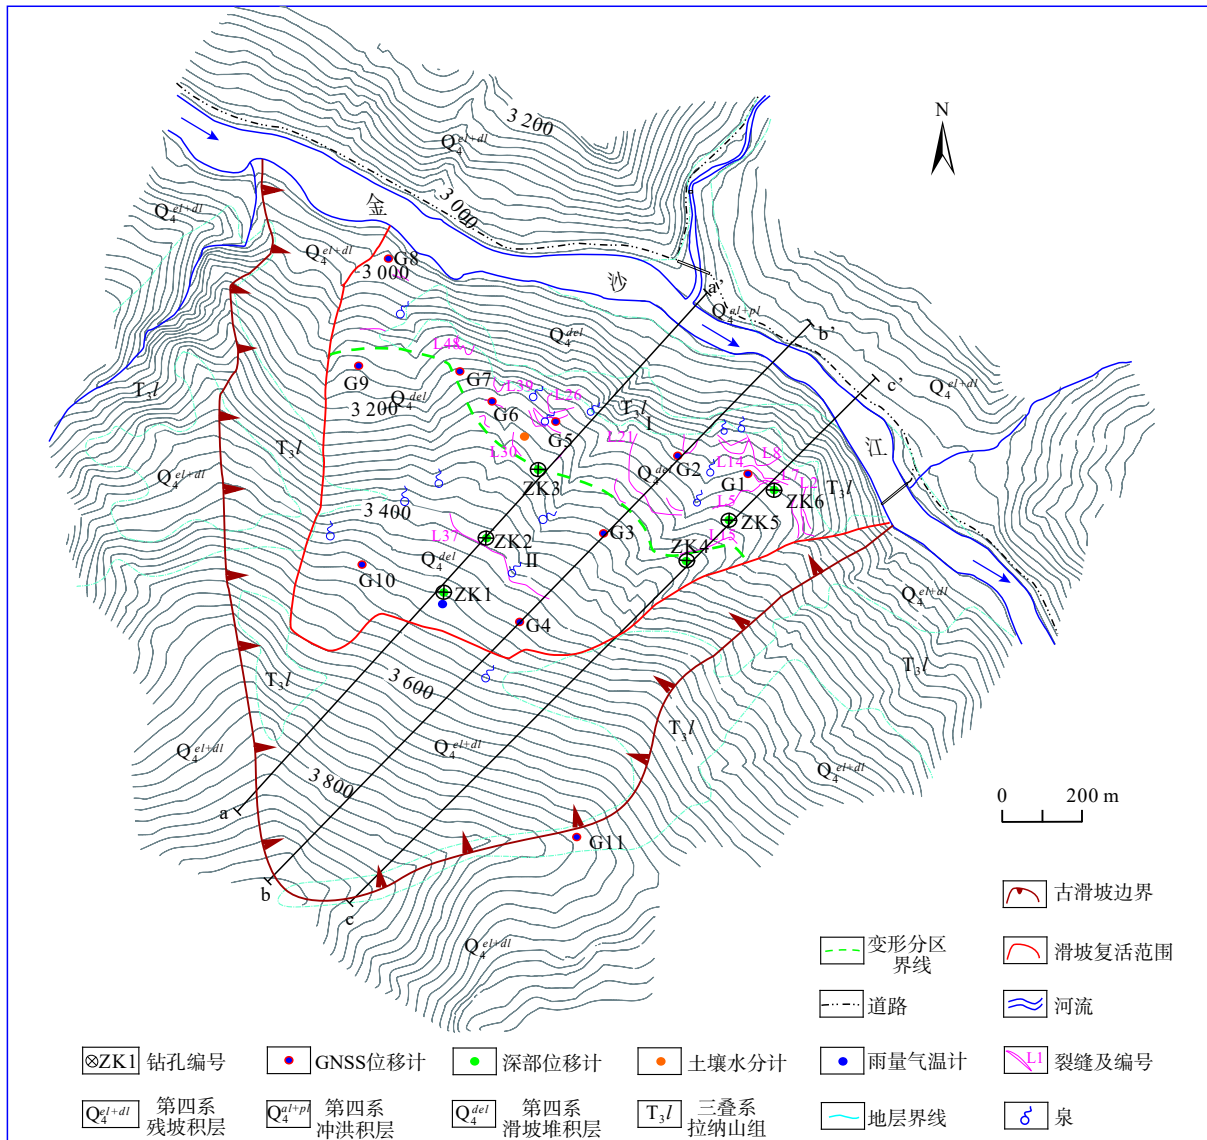 3 200
Q₄ᵉˡ⁺ᵈˡ
N
Q₄ᵉˡ⁺ᵈˡ
金
3 000
Q₄ᵉˡ⁺ᵈˡ
G8
3 000
沙
a’
Q₄ᵃˡ⁺ᵖˡ
b’
Q₄ᵈᵉˡ
L48
c’
T₃l
G9
G7
L39
L26
Q₄ᵉˡ⁺ᵈˡ
Q₄ᵈᵉˡ
3 200
G6
T₃l
I
G5
江
T₃l
L30
L21
G2
L14
L8
Q₄ᵉˡ⁺ᵈˡ
Q₄ᵈᵉˡ
G1
L7
L2
T₃l
ZK3
ZK6
3 400
L5
ZK5
L37
ZK2
G3
L15
ZK4
Q₄ᵈᵉˡ
II
G10
ZK1
Q₄ᵉˡ⁺ᵈˡ
G4
T₃l
T₃l
3 600
T₃l
Q₄ᵉˡ⁺ᵈˡ
Q₄ᵉˡ⁺ᵈˡ
Q₄ᵉˡ⁺ᵈˡ
3 800
a
0 200 m
G11
b
c
Q₄ᵉˡ⁺ᵈˡ
古滑坡边界
变形分区
界线
滑坡复活范围
道路
河流
ZK1 钻孔编号
GNSS位移计
深部位移计
土壤水分计
雨量气温计
L1 裂缝及编号
Q₄ᵉˡ⁺ᵈˡ 第四系
残坡积层
Q₄ᵃˡ⁺ᵖˡ 第四系
冲洪积层
Q₄ᵈᵉˡ 第四系
滑坡堆积层
T₃l 三叠系
拉纳山组
地层界线
泉